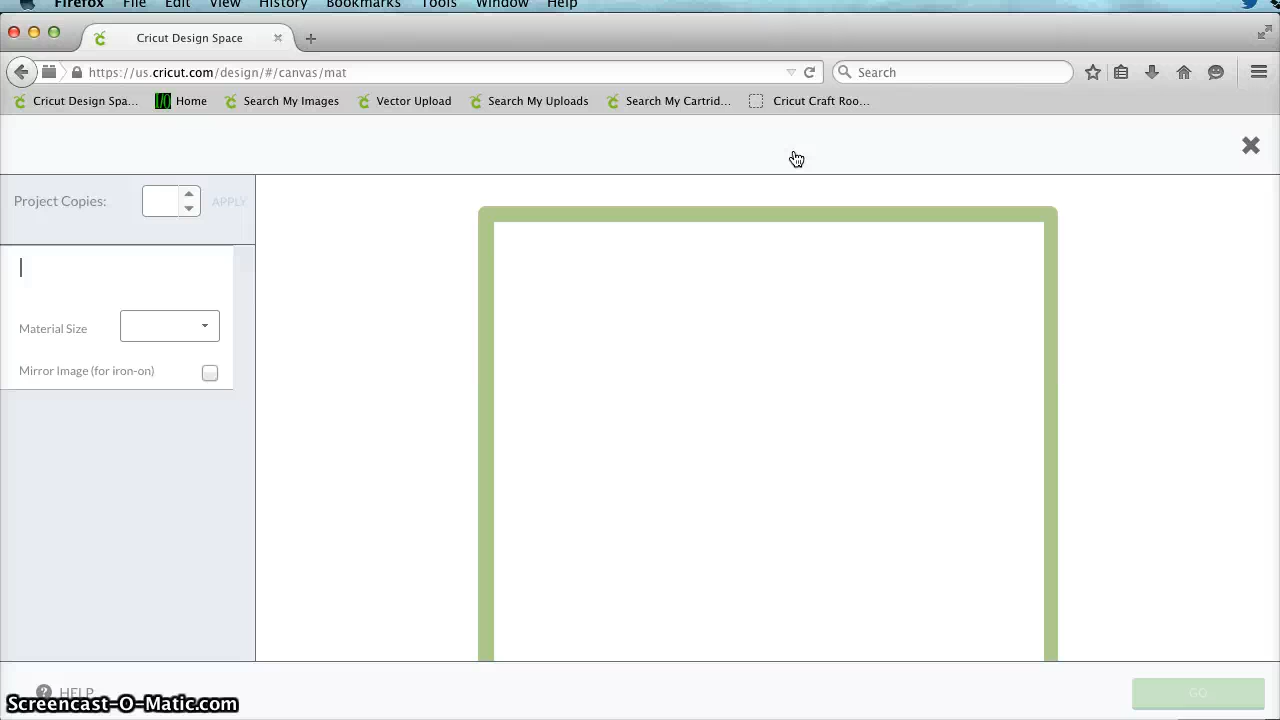 Firefox File Edit View History Bookmarks Tools Window Help
Cricut Design Space
https://us.cricut.com/design/#/canvas/mat
Search
Cricut Design Spa...
Home
Search My Images
Vector Upload
Search My Uploads
Search My Cartrid...
Cricut Craft Roo...
Project Copies:
APPLY
Material Size
Mirror Image (for iron-on)
? HELP
GO
Screencast-O-Matic.com